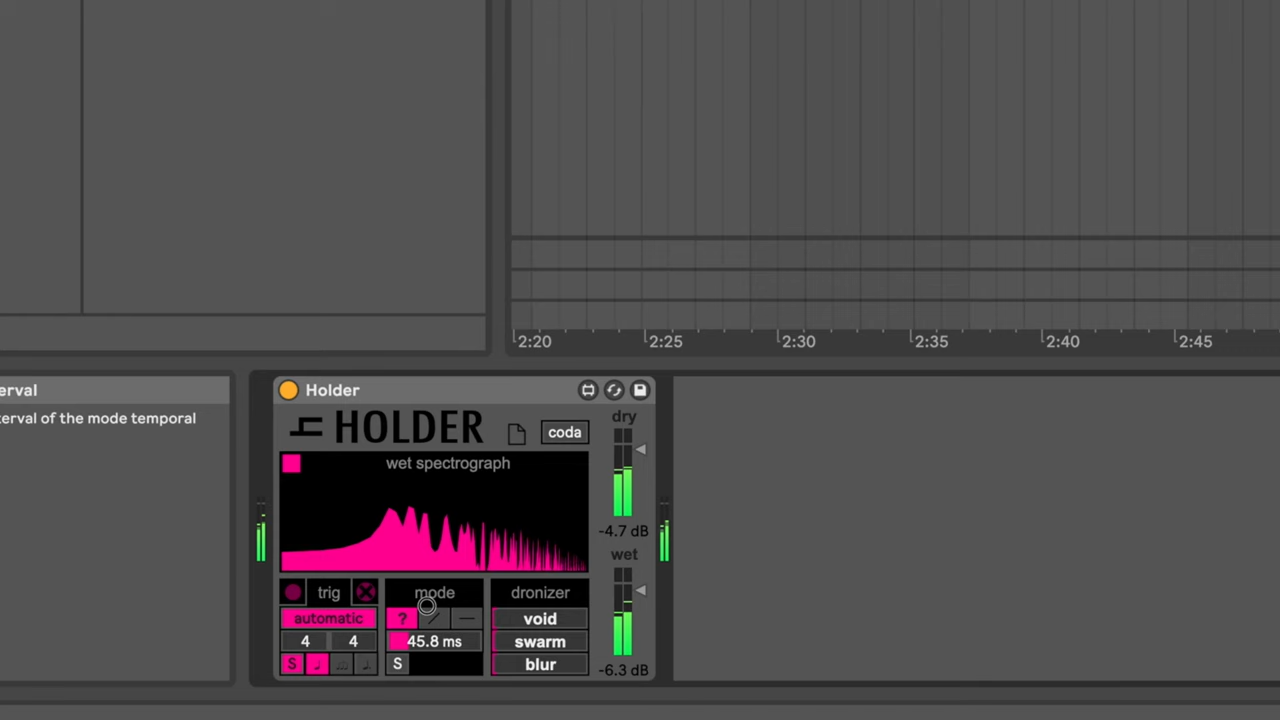 2:20 2:25 2:30 2:35 2:40 2:45
erval
terval of the mode temporal
Holder
HOLDER
coda
dry
wet spectrograph
-4.7 dB
wet
trig
mode
dronizer
automatic
?
void
4 4
45.8 ms
swarm
S
S
blur
-6.3 dB